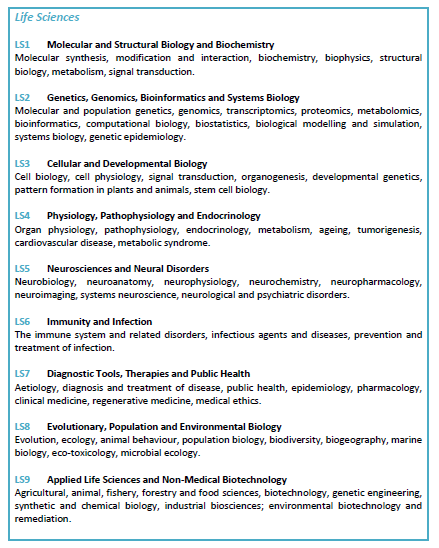 Life Sciences
LS1 Molecular and Structural Biology and Biochemistry
Molecular synthesis, modification and interaction, biochemistry, biophysics, structural
biology, metabolism, signal transduction.
LS2 Genetics, Genomics, Bioinformatics and Systems Biology
Molecular and population genetics, genomics, transcriptomics, proteomics, metabolomics,
bioinformatics, computational biology, biostatistics, biological modelling and simulation,
systems biology, genetic epidemiology.
LS3 Cellular and Developmental Biology
Cell biology, cell physiology, signal transduction, organogenesis, developmental genetics,
pattern formation in plants and animals, stem cell biology.
LS4 Physiology, Pathophysiology and Endocrinology
Organ physiology, pathophysiology, endocrinology, metabolism, ageing, tumorigenesis,
cardiovascular disease, metabolic syndrome.
LS5 Neurosciences and Neural Disorders
Neurobiology, neuroanatomy, neurophysiology, neurochemistry, neuropharmacology,
neuroimaging, systems neuroscience, neurological and psychiatric disorders.
LS6 Immunity and Infection
The immune system and related disorders, infectious agents and diseases, prevention and
treatment of infection.
LS7 Diagnostic Tools, Therapies and Public Health
Aetiology, diagnosis and treatment of disease, public health, epidemiology, pharmacology,
clinical medicine, regenerative medicine, medical ethics.
LS8 Evolutionary, Population and Environmental Biology
Evolution, ecology, animal behaviour, population biology, biodiversity, biogeography, marine
biology, eco-toxicology, microbial ecology.
LS9 Applied Life Sciences and Non-Medical Biotechnology
Agricultural, animal, fishery, forestry and food sciences, biotechnology, genetic engineering,
synthetic and chemical biology, industrial biosciences; environmental biotechnology and
remediation.